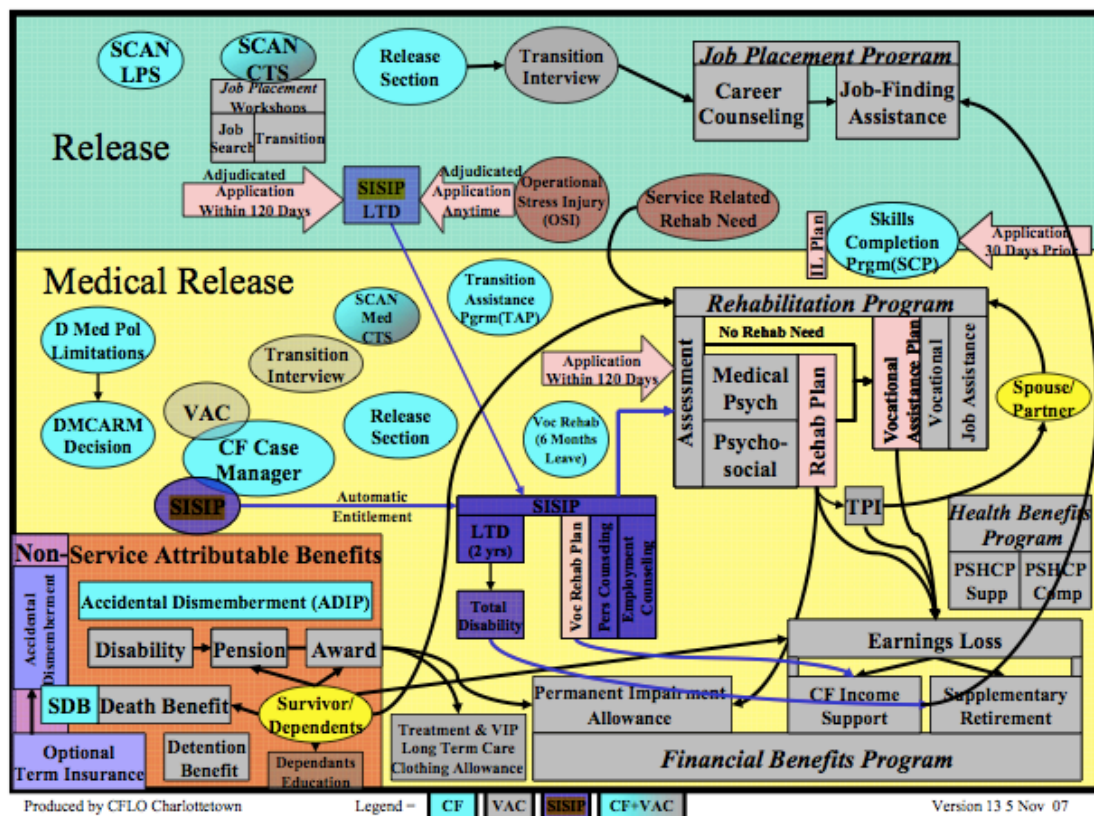 SCAN
LPS
SCAN
CTS
Job Placement
Workshops
Job
Search
Transition
Release
Section
Transition
Interview
Job Placement Program
Career
Counseling
Job-Finding
Assistance
Release
Adjudicated
Application
Within 120 Days
SISIP
LTD
Adjudicated
Application
Anytime
Operational
Stress Injury
(OSI)
Service Related
Rehab Need
IL Plan
Skills
Completion
Prgm(SCP)
Application
30 Days Prior
Medical Release
D Med Pol
Limitations
DMCARM
Decision
SCAN
Med
CTS
Transition
Interview
VAC
CF Case
Manager
SISIP
Release
Section
Transition
Assistance
Pgrm(TAP)
Application
Within 120 Days
Voc Rehab
(6 Months
Leave)
Automatic
Entitlement
Rehabilitation Program
Assessment
No Rehab Need
Medical
Psych
Psycho-
social
Rehab Plan
Vocational
Assistance Plan
Vocational
Job Assistance
Spouse/
Partner
TPI
Health Benefits
Program
PSHCP
Supp
PSHCP
Comp
SISIP
LTD
(2 yrs)
Voc Rehab Plan
Pers Counseling
Employment
Counseling
Total
Disability
Non-Service Attributable Benefits
Accidental
Dismemberment
Accidental Dismemberment (ADIP)
Disability
Pension
Award
SDB
Death Benefit
Survivor/
Dependents
Optional
Term Insurance
Detention
Benefit
Dependants
Education
Treatment & VIP
Long Term Care
Clothing Allowance
Permanent Impairment
Allowance
Earnings Loss
CF Income
Support
Supplementary
Retirement
Financial Benefits Program
Produced by CFLO Charlottetown
Legend =
CF
VAC
SISIP
CF+VAC
Version 13 5 Nov 07